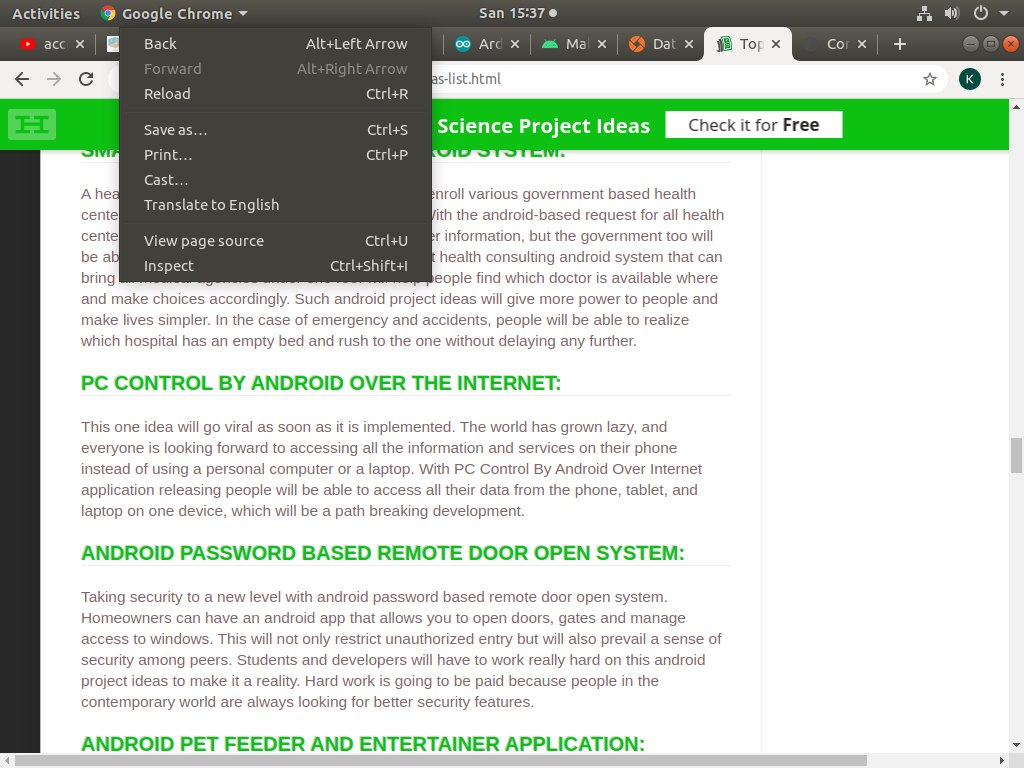 Activities Google Chrome San 15:37
acc Ard Ma Dat Top Cor
as-list.html K
Back Alt+Left Arrow
Forward Alt+Right Arrow
Reload Ctrl+R
Save as… Ctrl+S
Print… Ctrl+P
Cast…
Translate to English
View page source Ctrl+U
Inspect Ctrl+Shift+I
Science Project Ideas Check it for Free
SYSTEM:
A enroll various government based health
With the android-based request for all health
information, but the government too will
be health consulting android system that can
bring people find which doctor is available where
and make choices accordingly. Such android project ideas will give more power to people and
make lives simpler. In the case of emergency and accidents, people will be able to realize
which hospital has an empty bed and rush to the one without delaying any further.
PC CONTROL BY ANDROID OVER THE INTERNET:
This one idea will go viral as soon as it is implemented. The world has grown lazy, and
everyone is looking forward to accessing all the information and services on their phone
instead of using a personal computer or a laptop. With PC Control By Android Over Internet
application releasing people will be able to access all their data from the phone, tablet, and
laptop on one device, which will be a path breaking development.
ANDROID PASSWORD BASED REMOTE DOOR OPEN SYSTEM:
Taking security to a new level with android password based remote door open system.
Homeowners can have an android app that allows you to open doors, gates and manage
access to windows. This will not only restrict unauthorized entry but will also prevail a sense of
security among peers. Students and developers will have to work really hard on this android
project ideas to make it a reality. Hard work is going to be paid because people in the
contemporary world are always looking for better security features.
ANDROID PET FEEDER AND ENTERTAINER APPLICATION: